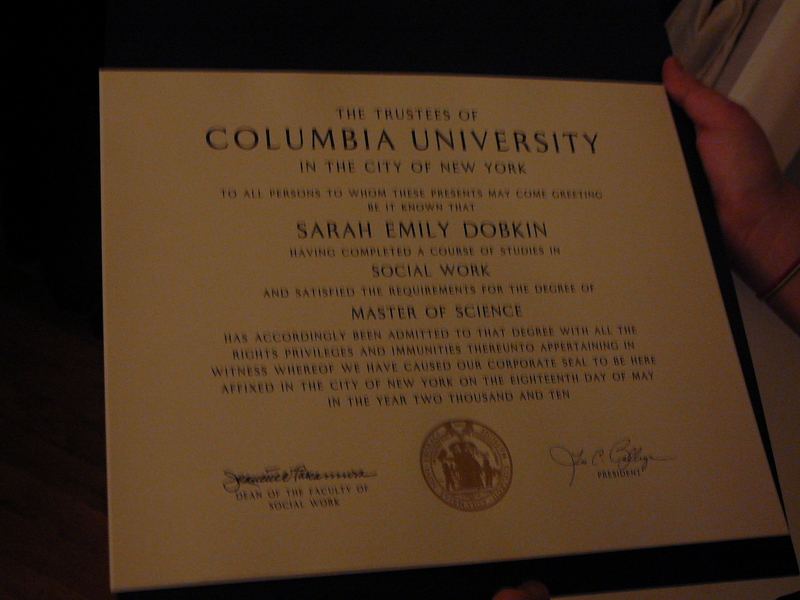 THE TRUSTEES OF
COLUMBIA UNIVERSITY
IN THE CITY OF NEW YORK
TO ALL PERSONS TO WHOM THESE PRESENTS MAY COME GREETING
BE IT KNOWN THAT
SARAH EMILY DOBKIN
HAVING COMPLETED A COURSE OF STUDIES IN
SOCIAL WORK
AND SATISFIED THE REQUIREMENTS FOR THE DEGREE OF
MASTER OF SCIENCE
HAS ACCORDINGLY BEEN ADMITTED TO THAT DEGREE WITH ALL THE
RIGHTS PRIVILEGES AND IMMUNITIES THEREUNTO APPERTAINING IN
WITNESS WHEREOF WE HAVE CAUSED OUR CORPORATE SEAL TO BE HERE
AFFIXED IN THE CITY OF NEW YORK ON THE EIGHTEENTH DAY OF MAY
IN THE YEAR TWO THOUSAND AND TEN
DEAN OF THE FACULTY OF
SOCIAL WORK
PRESIDENT